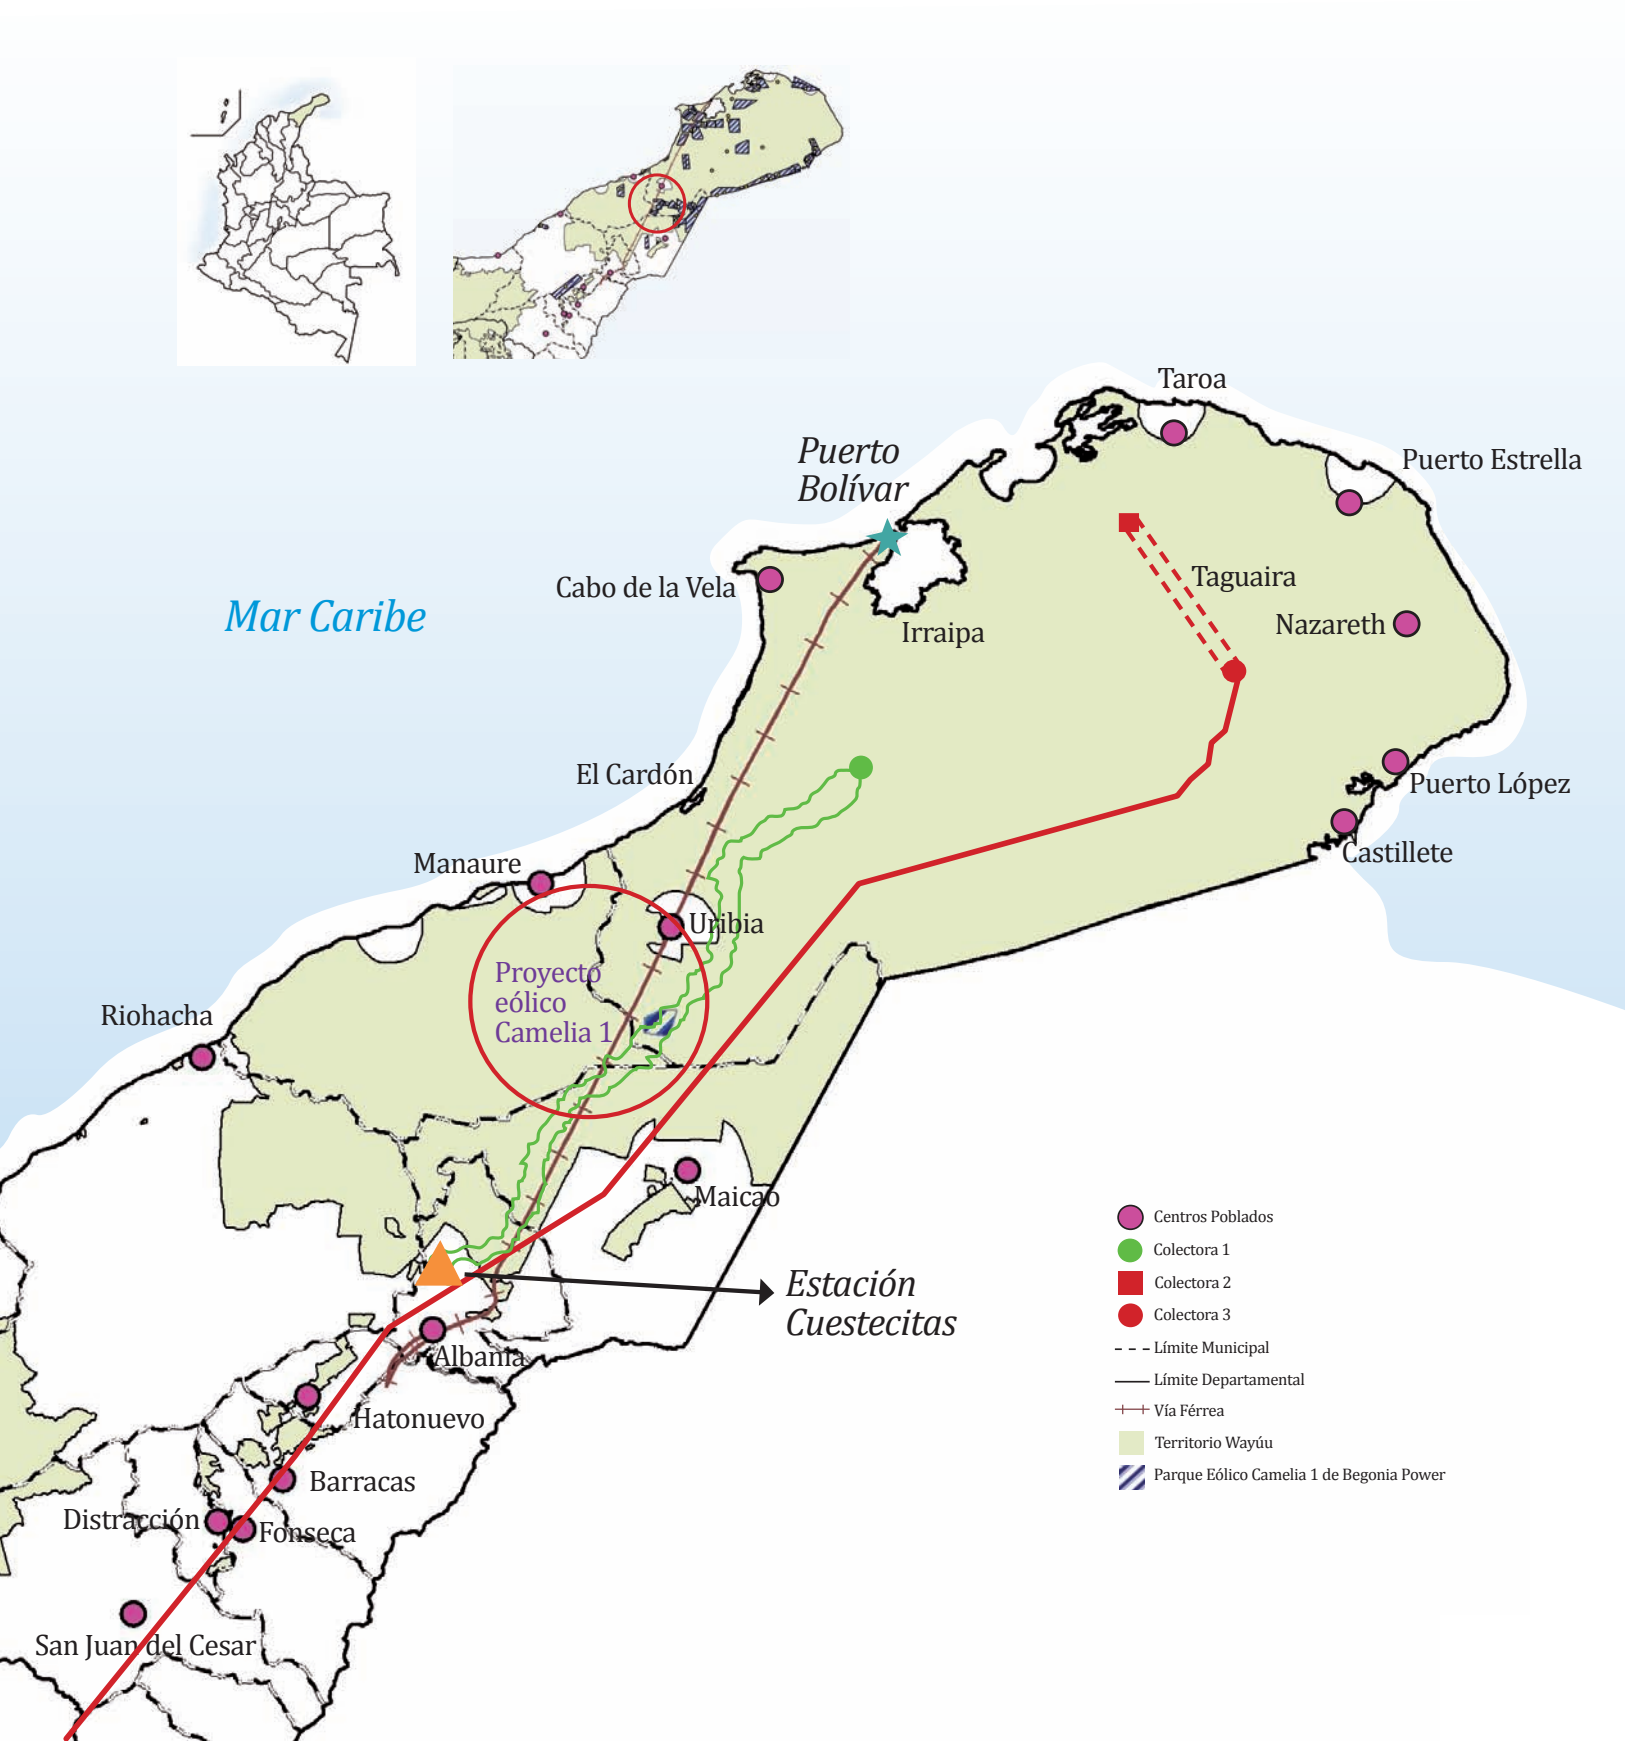 Taroa
Puerto
Bolívar
Puerto Estrella
Cabo de la Vela
Taguaira
Mar Caribe
Irraipa
Nazareth
El Cardón
Puerto López
Manaure
Castillete
Uribia
Proyecto
eólico
Camelia 1
Riohacha
Maicao
Estación
Cuestecitas
Albania
Hatonuevo
Barracas
Distracción
Fonseca
San Juan del Cesar
Centros Poblados
Colectora 1
Colectora 2
Colectora 3
Límite Municipal
Límite Departamental
Vía Férrea
Territorio Wayúu
Parque Eólico Camelia 1 de Begonia Power